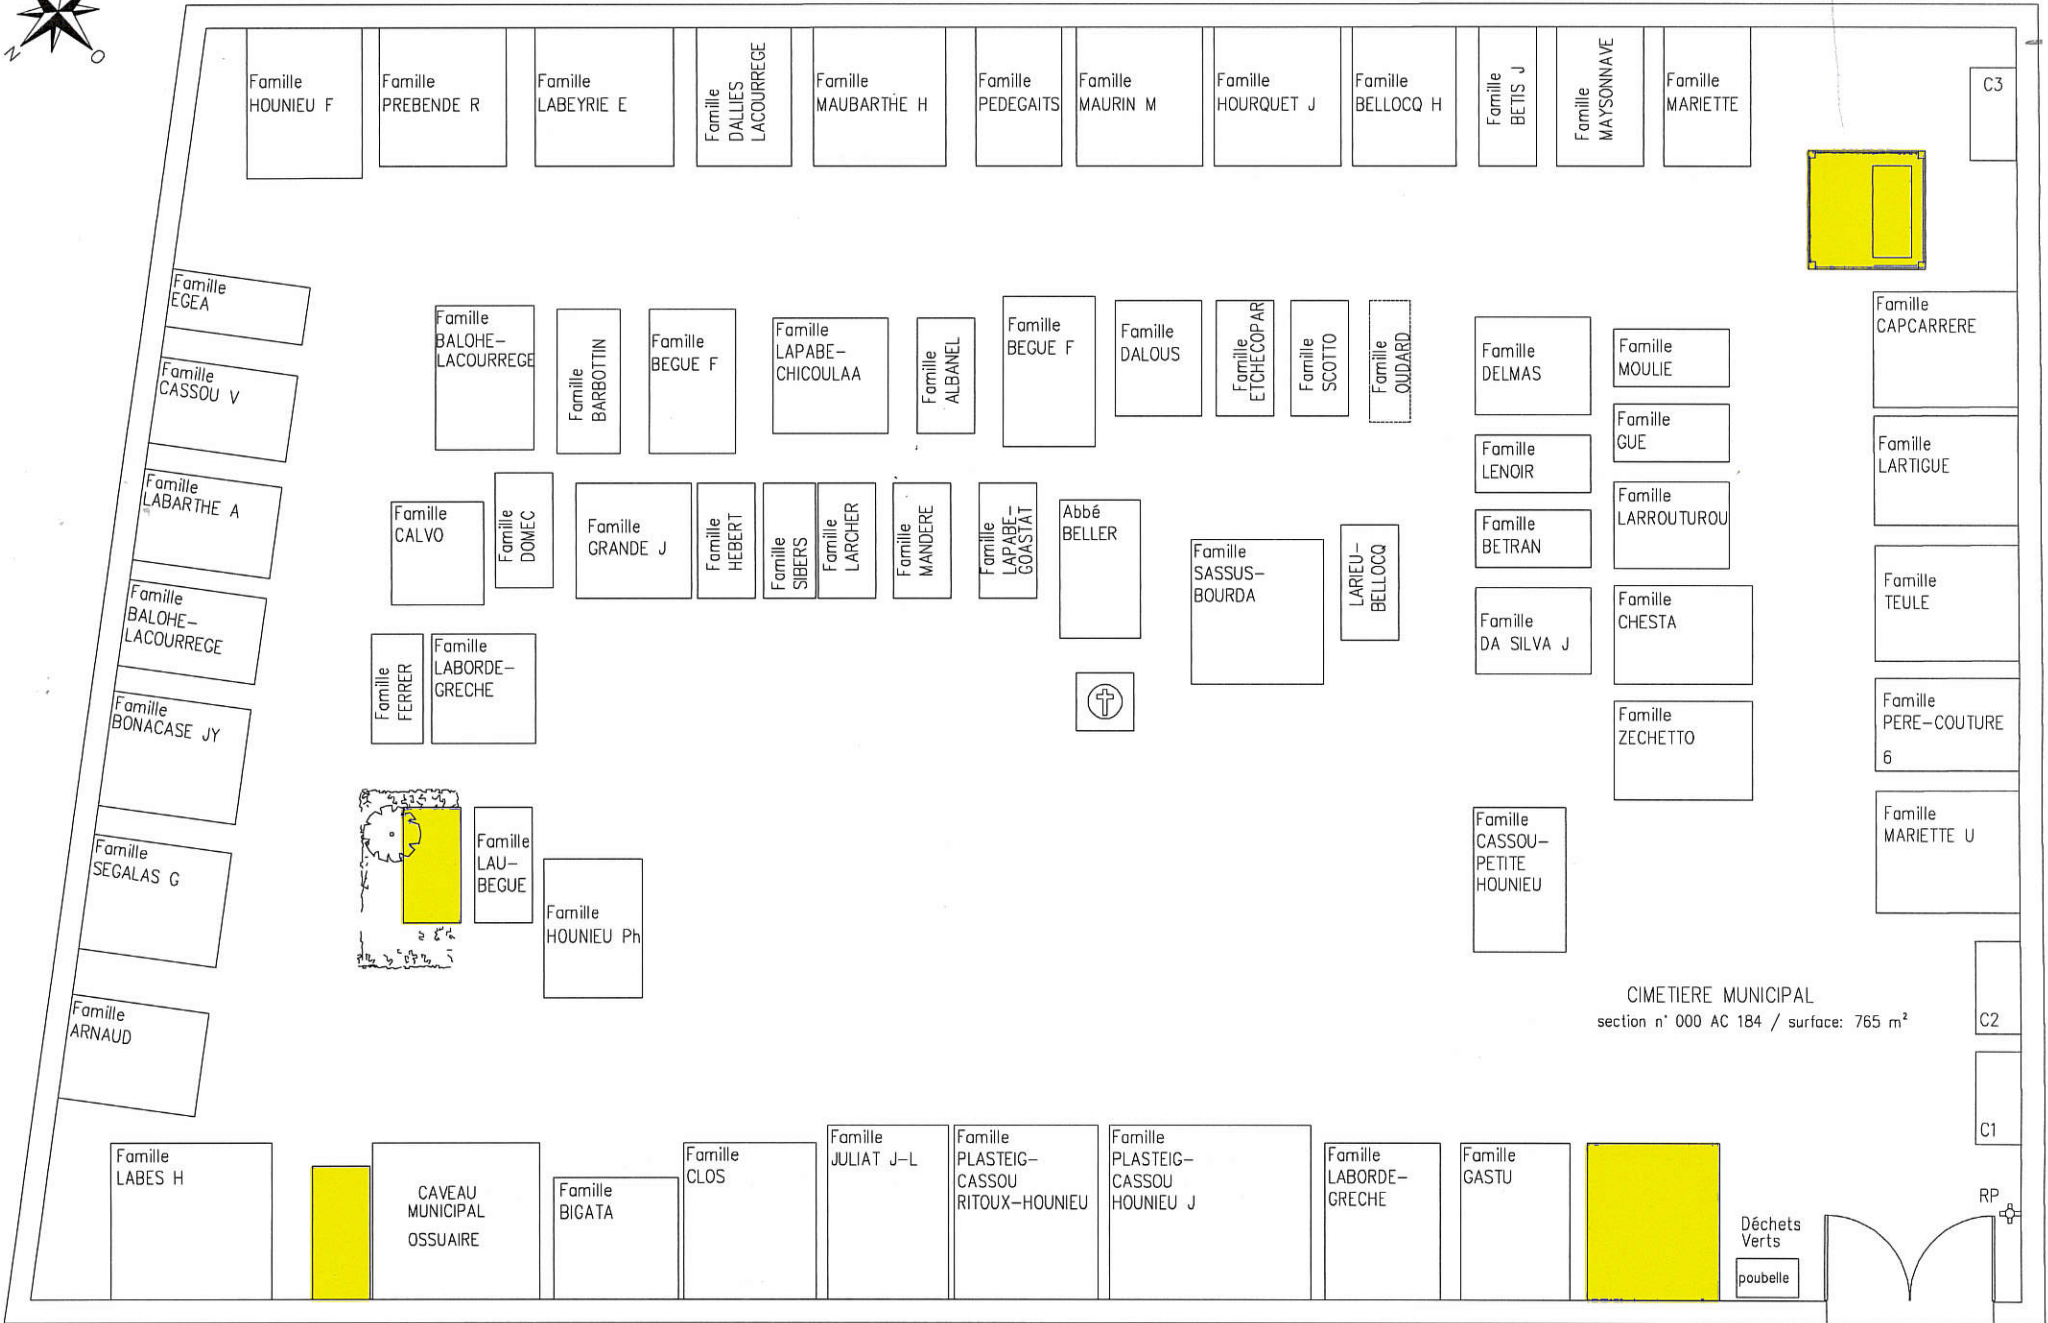 N
O
Famille
HOUNIEU F
Famille
PREBENDE R
Famille
LABEYRIE E
Famille
DALLIES
LACOURREGE
Famille
MAUBARTHE H
Famille
PEDEGAITS
Famille
MAURIN M
Famille
HOURQUET J
Famille
BELLOCQ H
Famille
BETIS J
Famille
MAYSONNAVE
Famille
MARIETTE
C3
Famille
EGEA
Famille
CASSOU V
Famille
LABARTHE A
Famille
BALOHE-
LACOURREGE
Famille
BONACASE JY
Famille
SEGALAS G
Famille
ARNAUD
Famille
BALOHE-
LACOURREGE
Famille
BARBOTTIN
Famille
BEGUE F
Famille
LAPABE-
CHICOULAA
Famille
ALBANEL
Famille
BEGUE F
Famille
DALOUS
Famille
ETCHECOPAR
Famille
SCOTTO
Famille
OUDARD
Famille
DELMAS
Famille
MOULIE
Famille
CAPCARRERE
Famille
LENOIR
Famille
GUE
Famille
LARTIGUE
Famille
CALVO
Famille
DOMEC
Famille
GRANDE J
Famille
HEBERT
Famille
SIBERS
Famille
LARCHER
Famille
MANDERE
Famille
LAPABE-
GOASTAT
Abbé
BELLER
Famille
SASSUS-
BOURDA
LARIEU-
BELLOCQ
Famille
BETRAN
Famille
LARROUTUROU
Famille
TEULE
Famille
DA SILVA J
Famille
CHESTA
Famille
FERRER
Famille
LABORDE-
GRECHE
Famille
ZECHETTO
Famille
PERE-COUTURE
6
Famille
LAU-
BEGUE
Famille
HOUNIEU Ph
Famille
CASSOU-
PETITE
HOUNIEU
Famille
MARIETTE U
CIMETIERE MUNICIPAL
section n° 000 AC 184 / surface: 765 m²
C2
C1
Famille
LABES H
CAVEAU
MUNICIPAL
OSSUAIRE
Famille
BIGATA
Famille
CLOS
Famille
JULIAT J-L
Famille
PLASTEIG-
CASSOU
RITOUX-HOUNIEU
Famille
PLASTEIG-
CASSOU
HOUNIEU J
Famille
LABORDE-
GRECHE
Famille
GASTU
Déchets
Verts
poubelle
RP